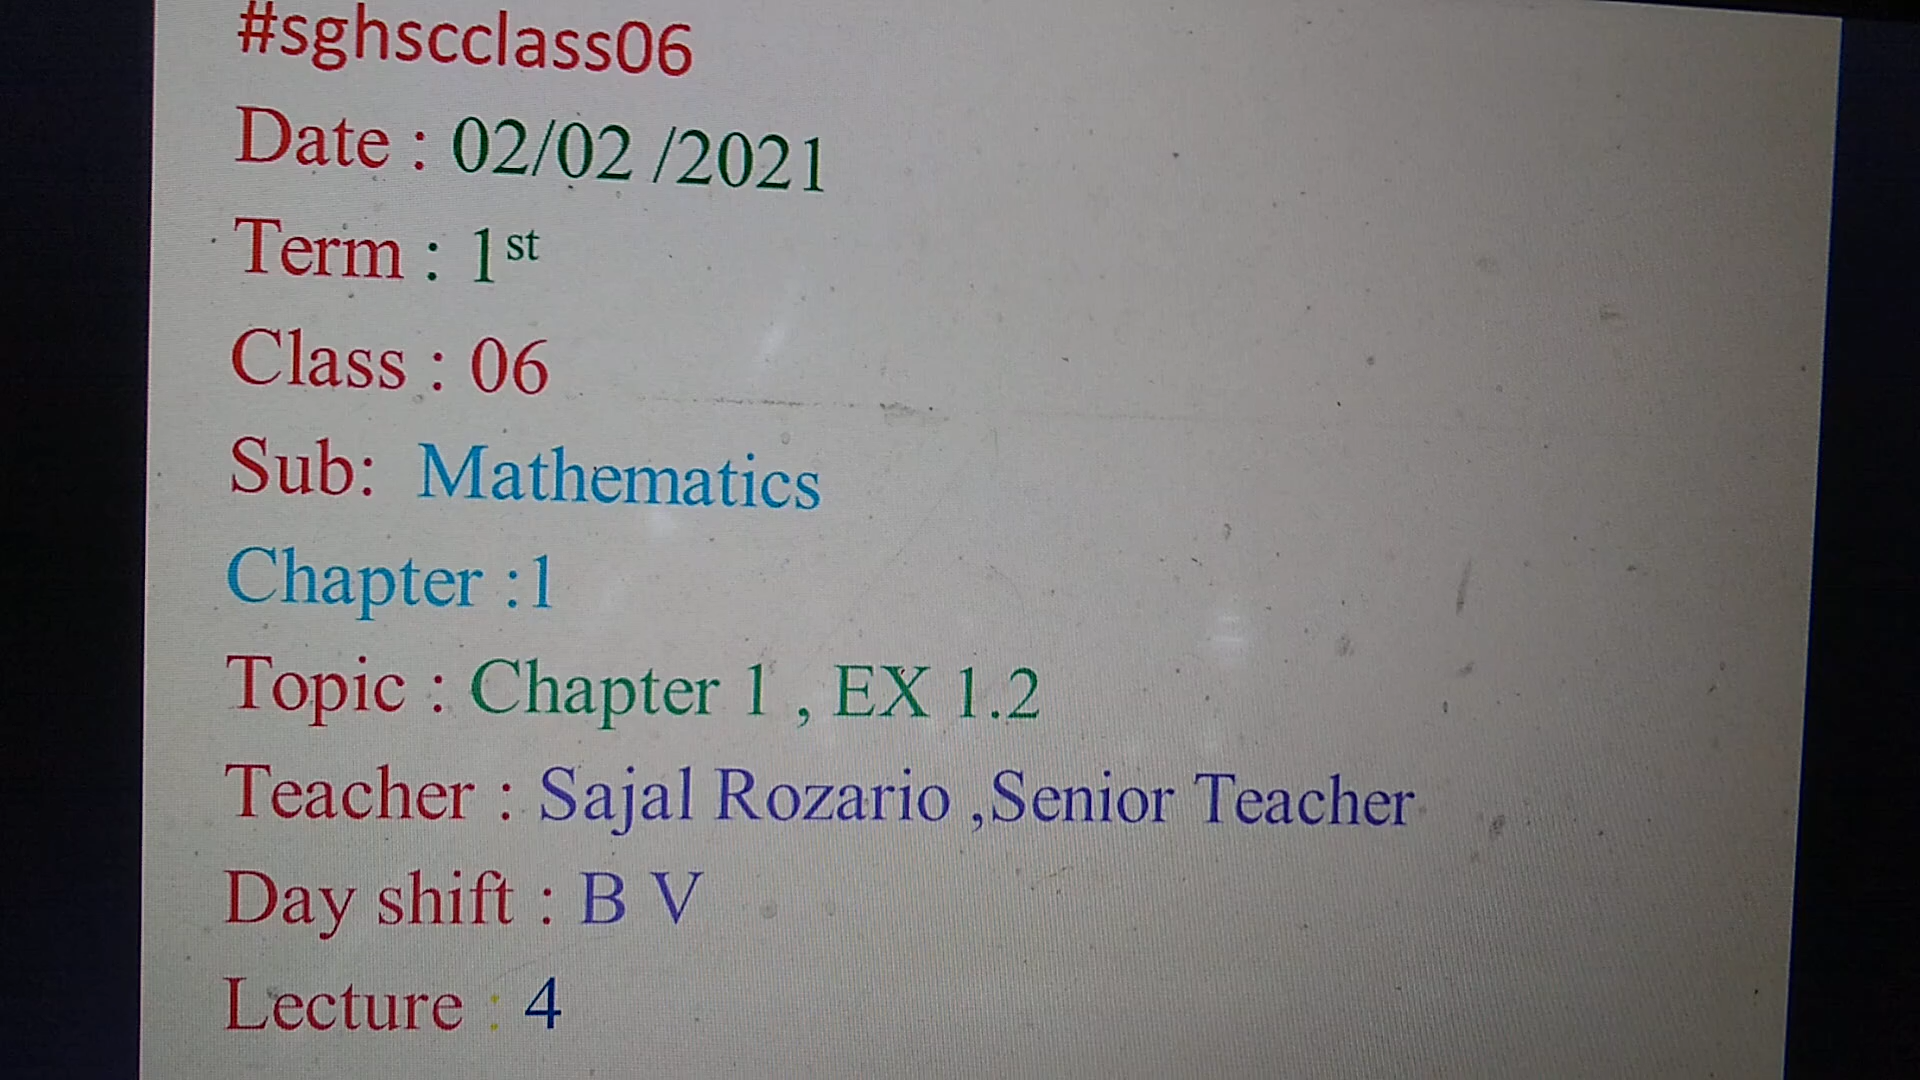 #sghscclass06
Date : 02/02 /2021
Term : 1st
Class : 06
Sub: Mathematics
Chapter :1
Topic : Chapter 1 , EX 1.2
Teacher : Sajal Rozario ,Senior Teacher
Day shift : B V
Lecture : 4